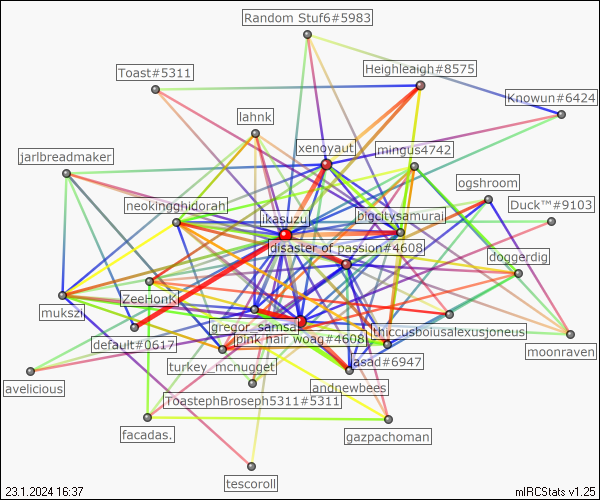 Random Stuf6#5983
Toast#5311
Heighleaigh#8575
Knowun#6424
lahnk
xenoyaut
mingus4742
jarlbreadmaker
ogshroom
neokingghidorah
ikasuzu
bigcitysamurai
Duck™#9103
disaster of passion#4608
doggerdig
mukszi
ZeeHonk
gregor_samsa
thiccusboiusalexusjoneus
default#0617
pink hair woag#4608
moonraven
turkey_mcnugget
asad#6947
avelicious
andnewbees
ToastephBroseph5311#5311
facadas.
gazpachoman
tescoroll
23.1.2024 16:37
mIRCStats v1.25